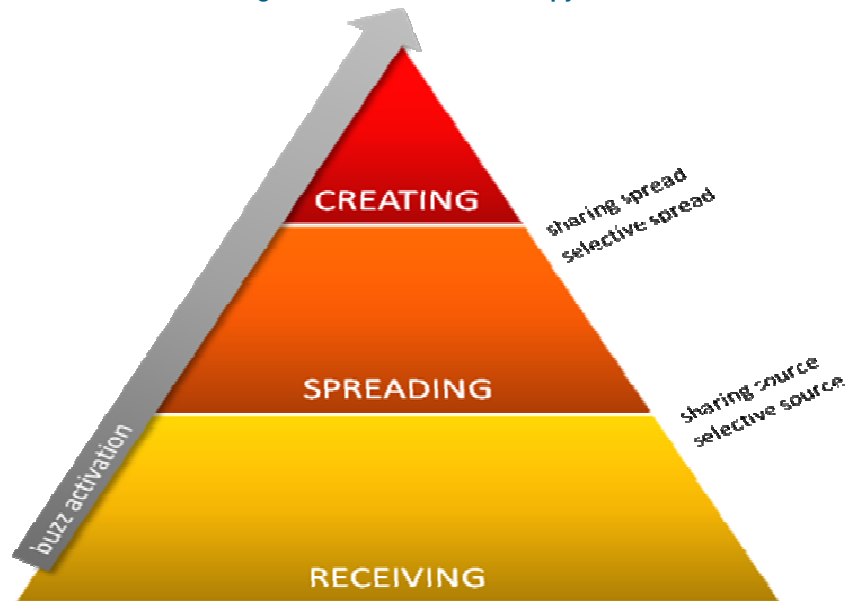 CREATING
sharing spread
selective spread
SPREADING
sharing source
selective source
buzz activation
RECEIVING